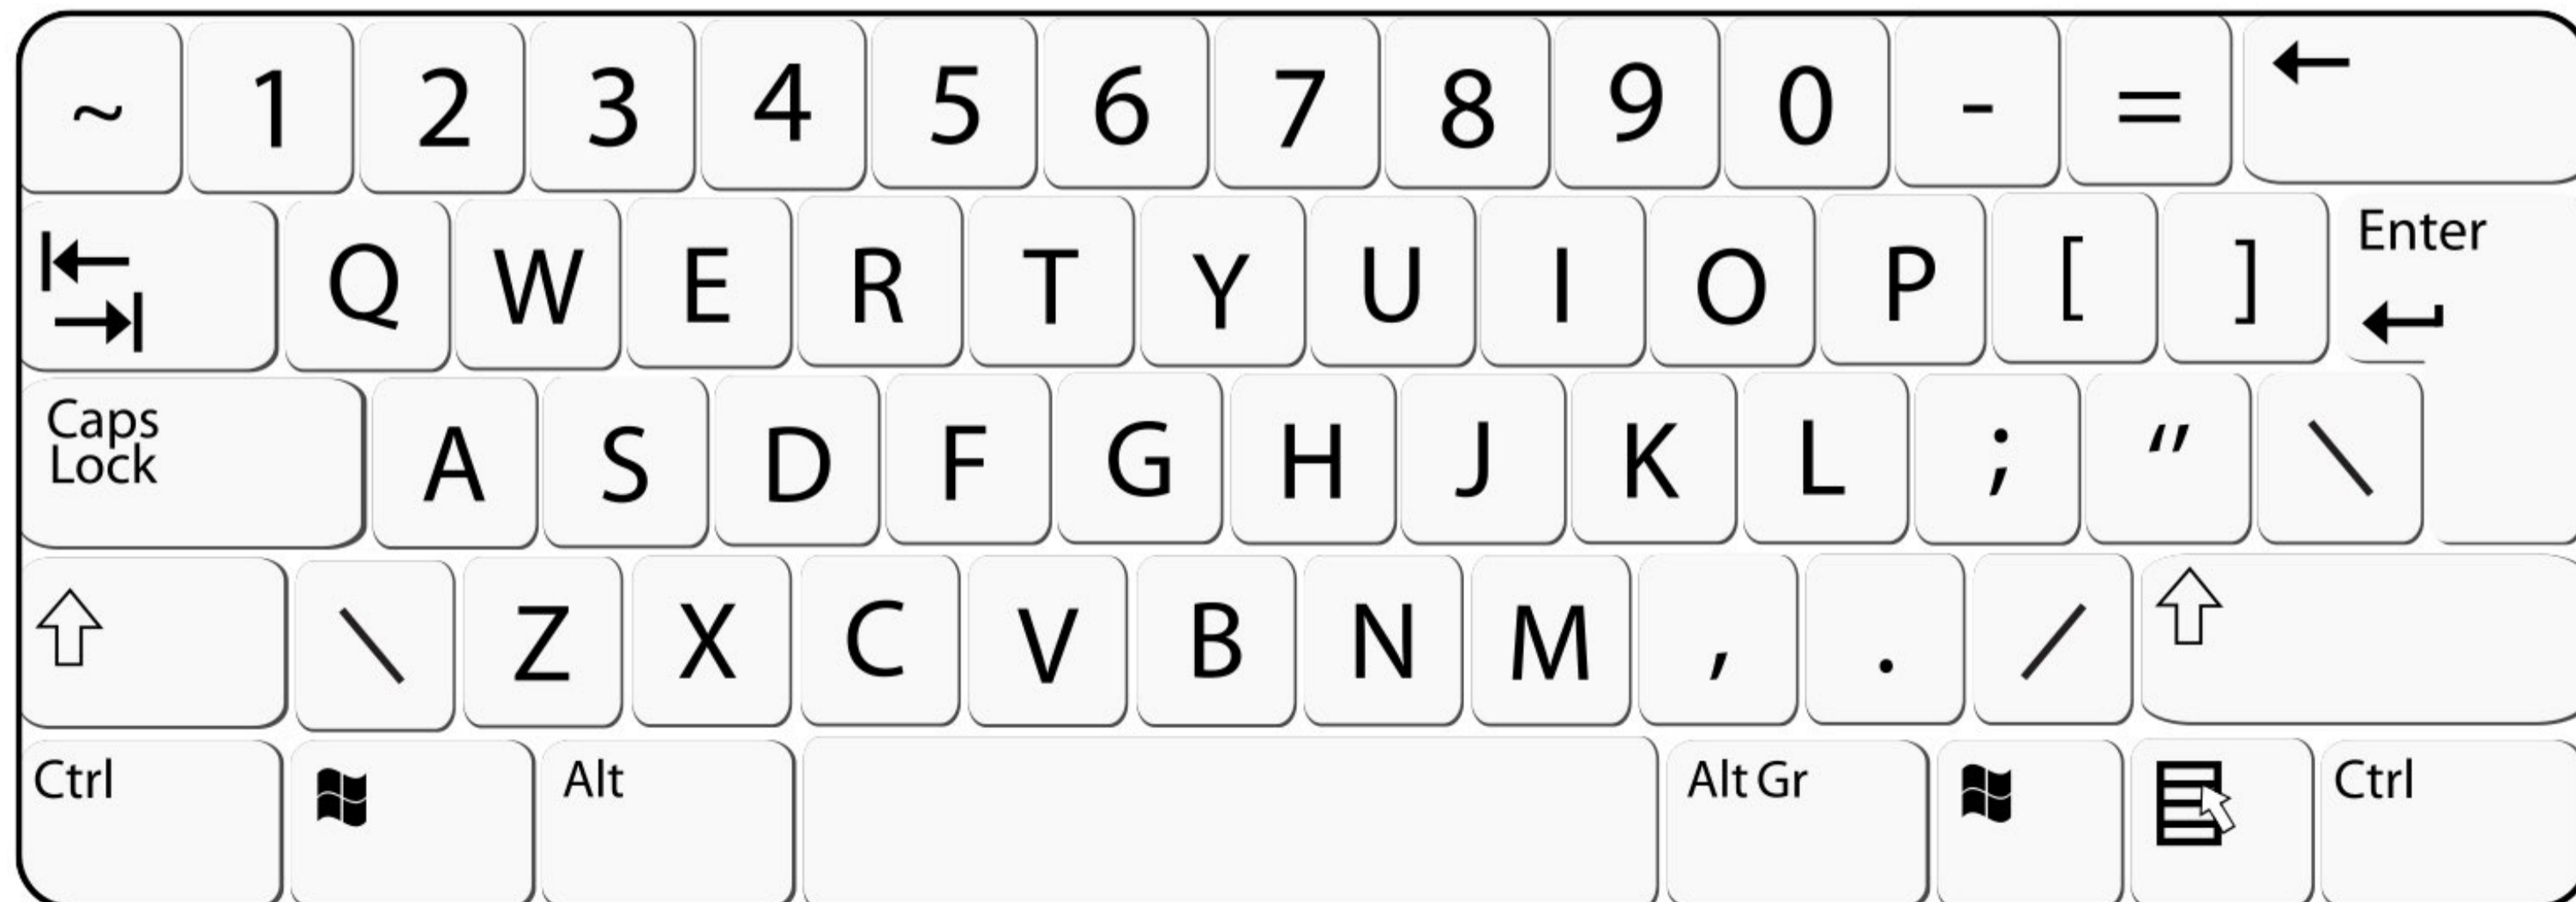 ~ 1 2 3 4 5 6 7 8 9 0 - =
Q W E R T Y U I O P [ ] Enter
Caps
Lock
A S D F G H J K L ; “ \
\ Z X C V B N M , . /
Ctrl Alt Alt Gr Ctrl